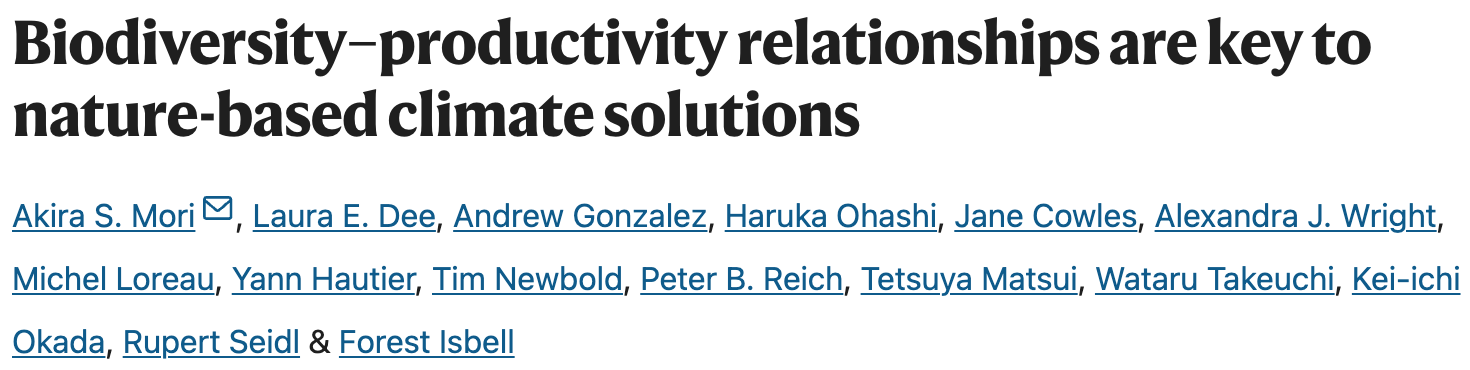 Biodiversity–productivity relationships are key to
nature-based climate solutions
Akira S. Mori, Laura E. Dee, Andrew Gonzalez, Haruka Ohashi, Jane Cowles, Alexandra J. Wright,
Michel Loreau, Yann Hautier, Tim Newbold, Peter B. Reich, Tetsuya Matsui, Wataru Takeuchi, Kei-ichi
Okada, Rupert Seidl & Forest Isbell